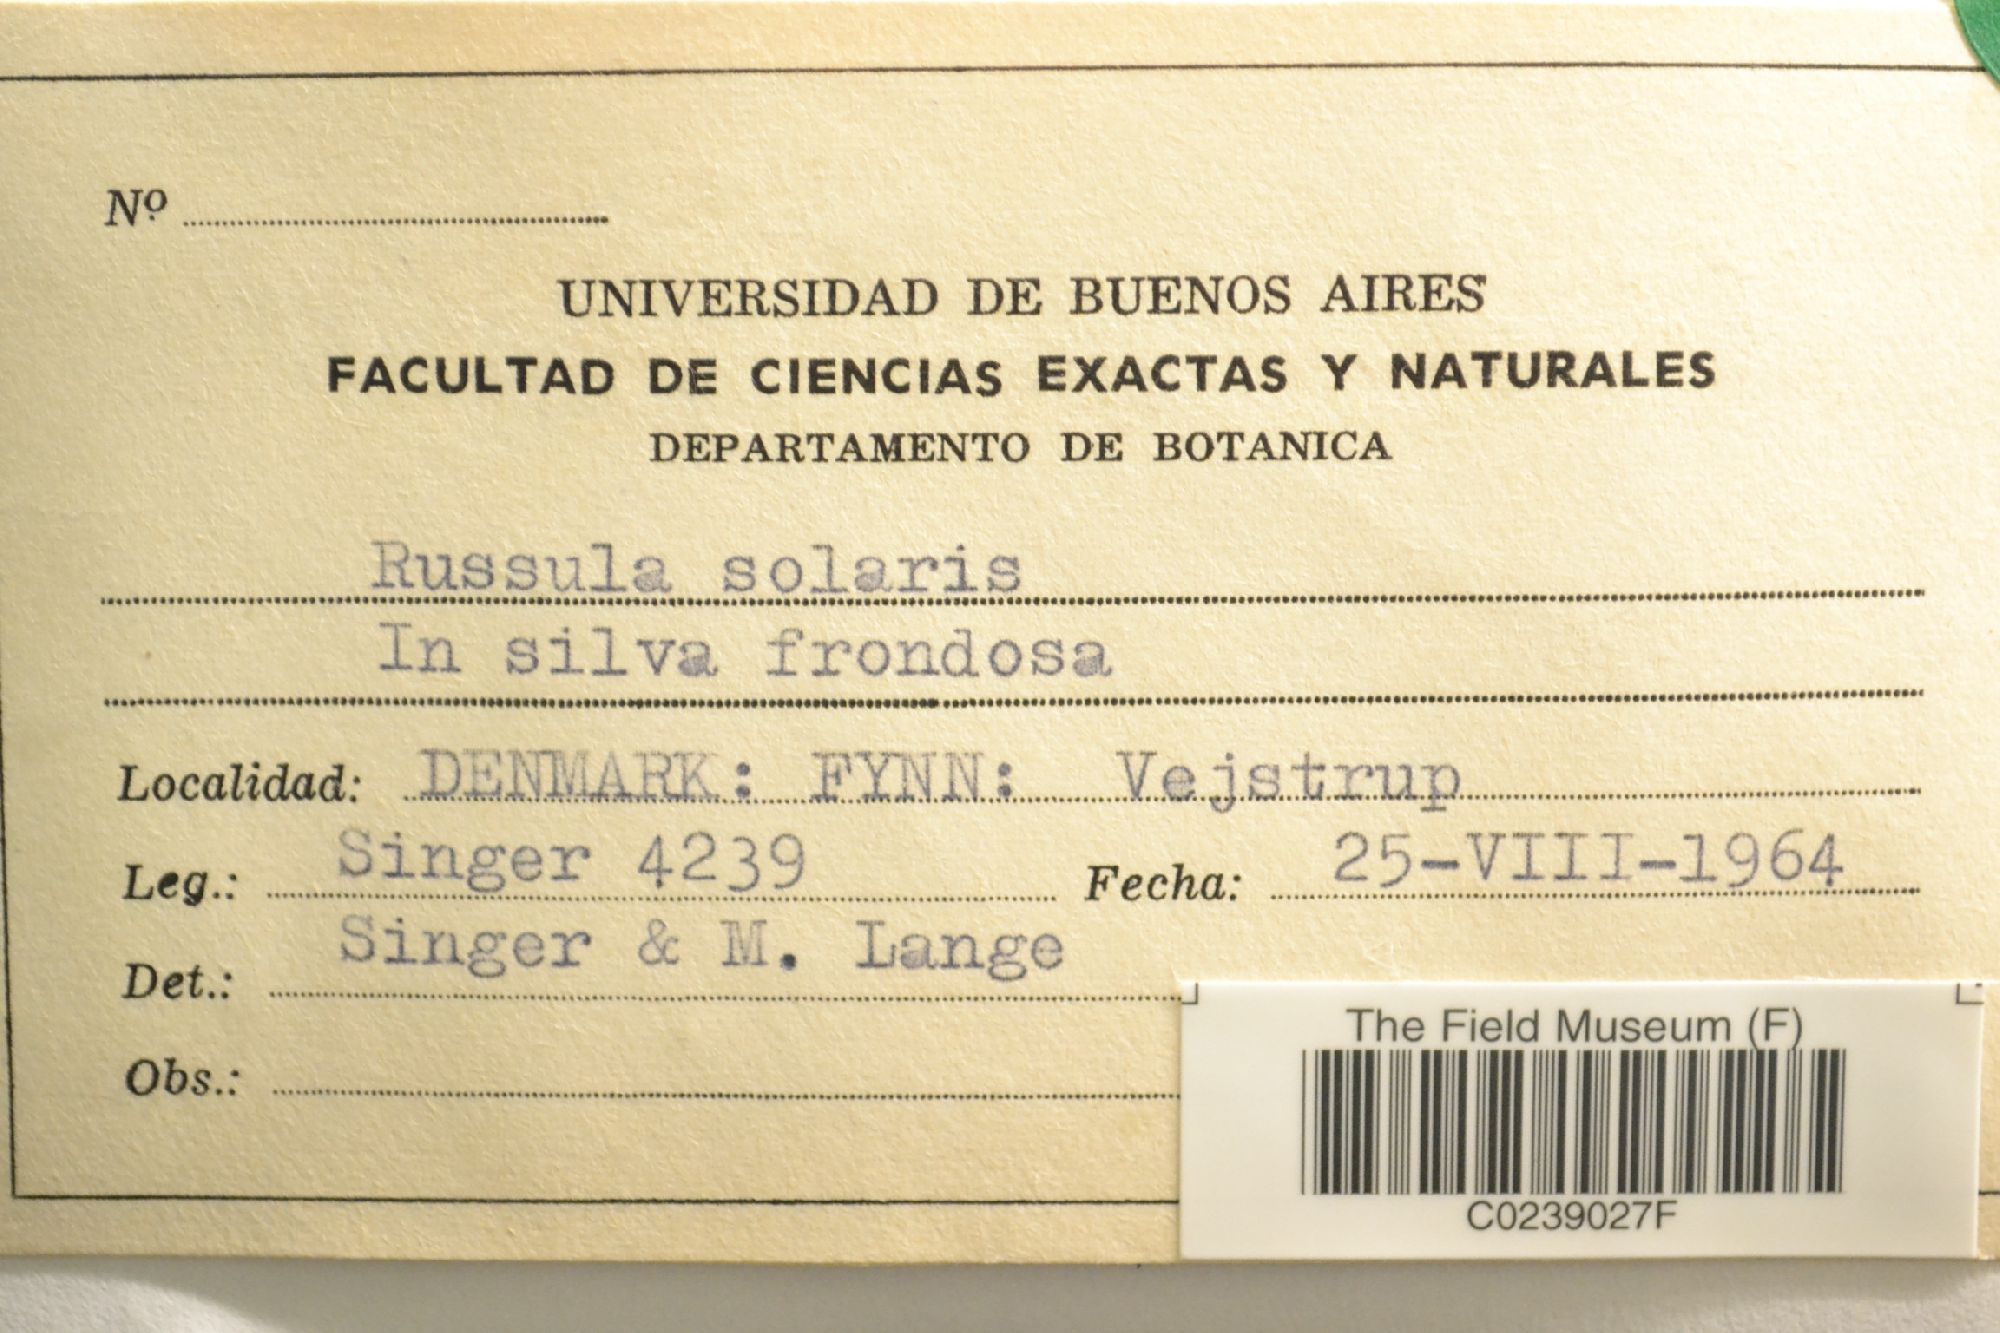 Nº
UNIVERSIDAD DE BUENOS AIRES
FACULTAD DE CIENCIAS EXACTAS Y NATURALES
DEPARTAMENTO DE BOTANICA
Russula solaris
In silva frondosa
Localidad: DENMARK: FYNN: Vejstrup
Leg.: Singer 4239 Fecha: 25-VIII-1964
Det.: Singer & M. Lange
Obs.:
The Field Museum (F)
C0239027F